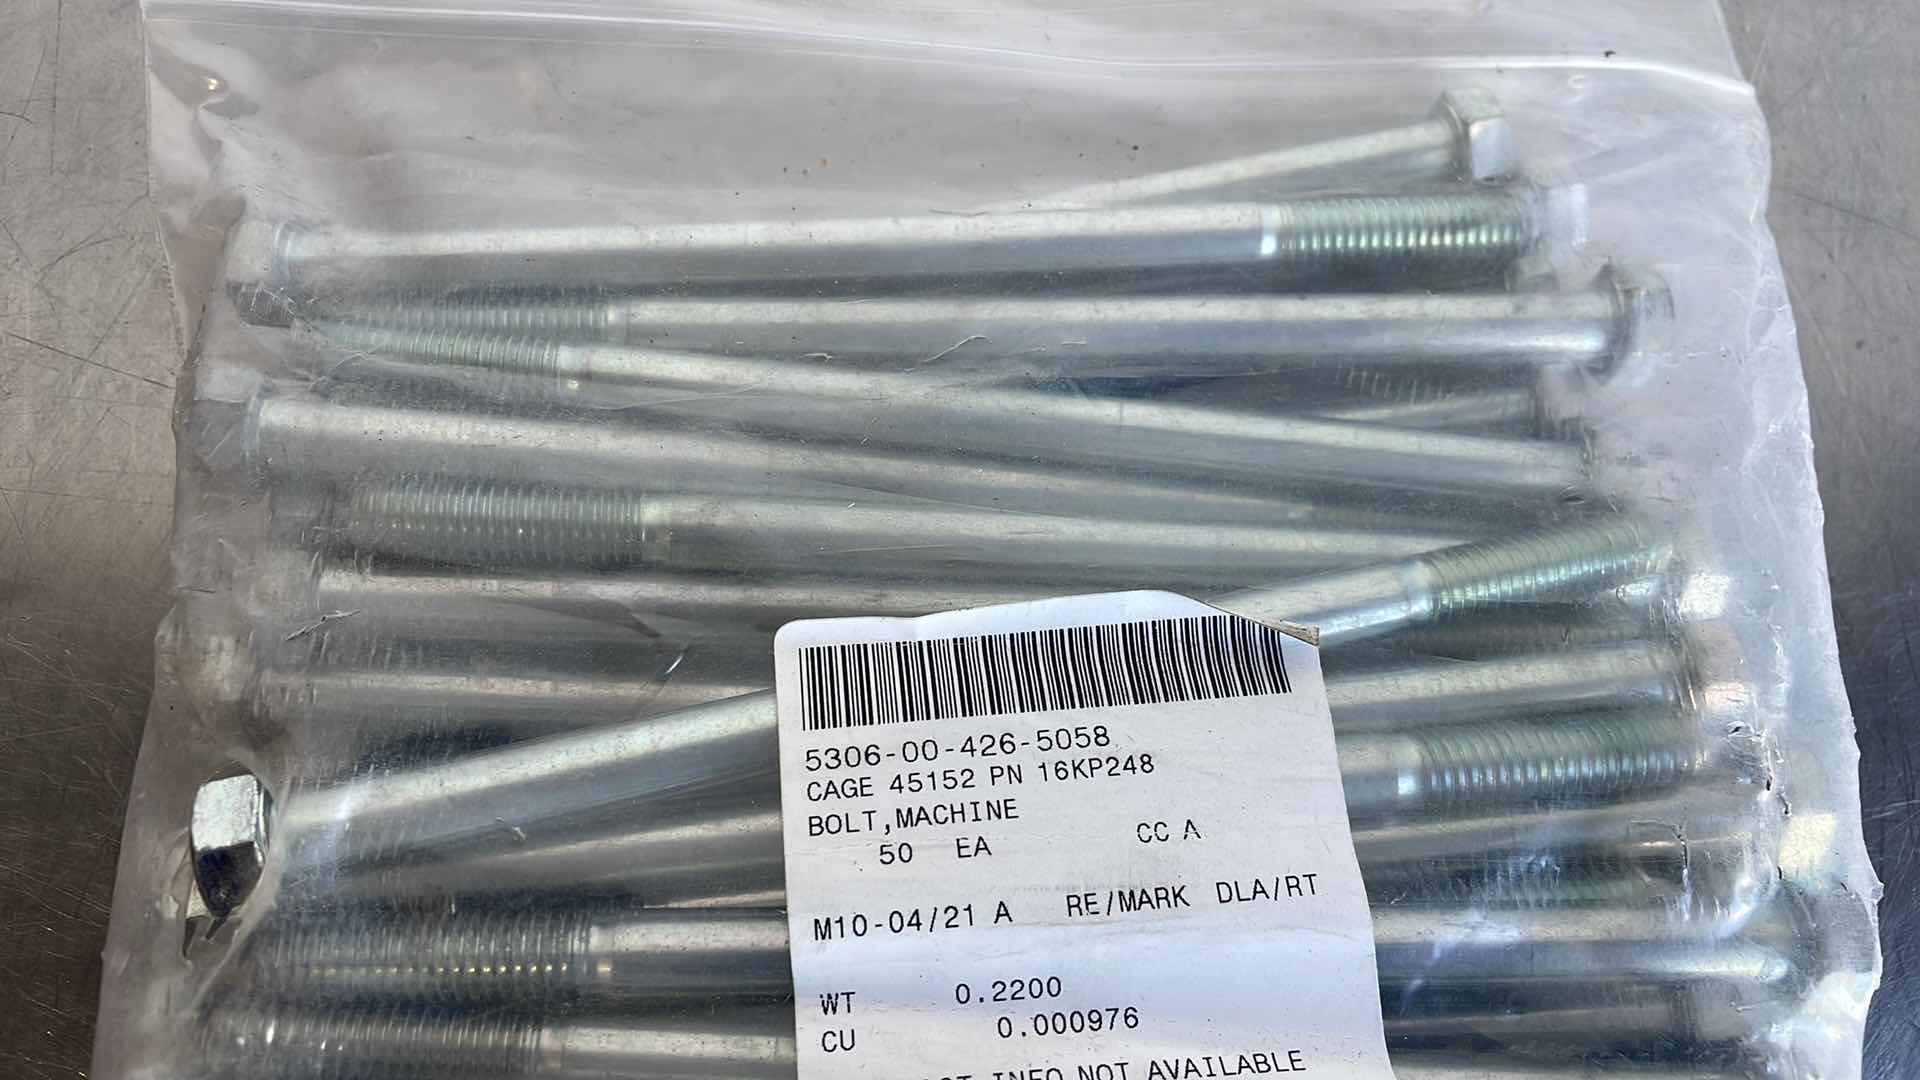 5306-00-426-5058
CAGE 45152 PN 16KP248
BOLT,MACHINE
50 EA CC A
M10-04/21 A RE/MARK DLA/RT
WT 0.2200
CU 0.000976
INFO NOT AVAILABLE